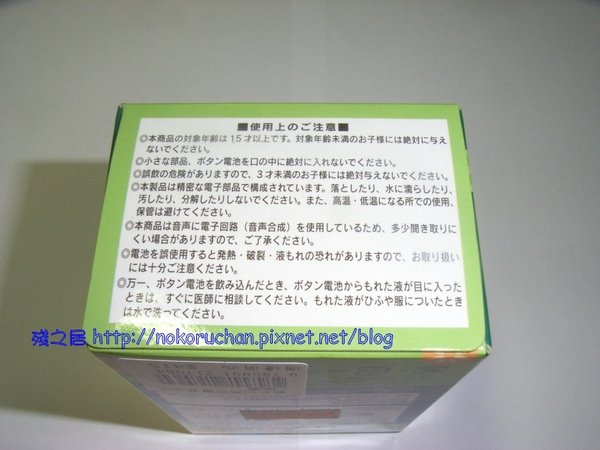 ■使用上のご注意■
◎本商品の対象年齢は15才以上です。対象年齢未満のお子様には絶対に与え
ないでください。
◎小さな部品、ボタン電池を口の中に絶対に入れないでください。
◎誤飲の危険がありますので、3才未満のお子様には絶対与えないでください。
◎本製品は精密な電子部品で構成されています。落としたり、水に濡らしたり、
汚したり、分解したりしないでください。また、高温・低温になる所での使用、
保管は避けてください。
◎本商品は音声に電子回路（音声合成）を使用しているため、多少聞き取りに
くい場合がありますので、ご了承ください。
◎電池を誤使用すると発熱・破裂・液もれの恐れがありますので、お取り扱い
には十分ご注意ください。
◎万一、ボタン電池を飲み込んだとき、ボタン電池からもれた液が目に入った
ときは、すぐに医師に相談してください。もれた液がひふや服についたとき
は水で洗ってください。
殘之居 http://nokoruchan.pixnet.net/blog